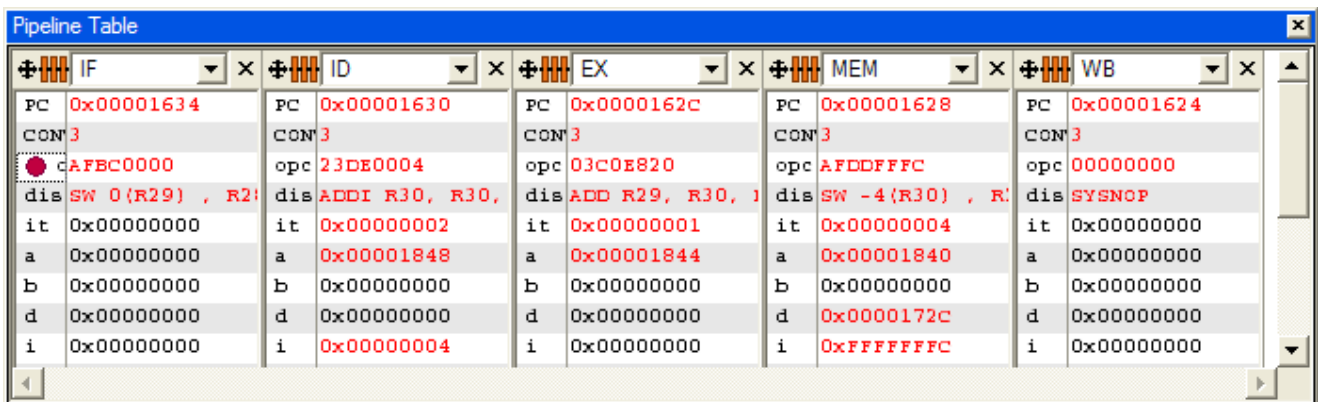 Pipeline Table
IF ID EX MEM WB
PC 0x00001634 PC 0x00001630 PC 0x0000162c PC 0x00001628 PC 0x00001624
CON 3 CON 3 CON 3 CON 3 CON 3
AFBC0000 opc 23DE0004 opc 03C0E820 opc AFDDFFFC opc 00000000
dis SW 0(R29) , R2 dis ADDI R30, R30, dis ADD R29, R30, dis SW -4(R30) , R dis SYSNOP
it 0x00000000 it 0x00000002 it 0x00000001 it 0x00000004 it 0x00000000
a 0x00000000 a 0x00001848 a 0x00001844 a 0x00001840 a 0x00000000
b 0x00000000 b 0x00000000 b 0x00000000 b 0x00000000 b 0x00000000
d 0x00000000 d 0x00000000 d 0x00000000 d 0x0000172c d 0x00000000
i 0x00000000 i 0x00000004 i 0x00000000 i 0xFFFFFFFC i 0x00000000